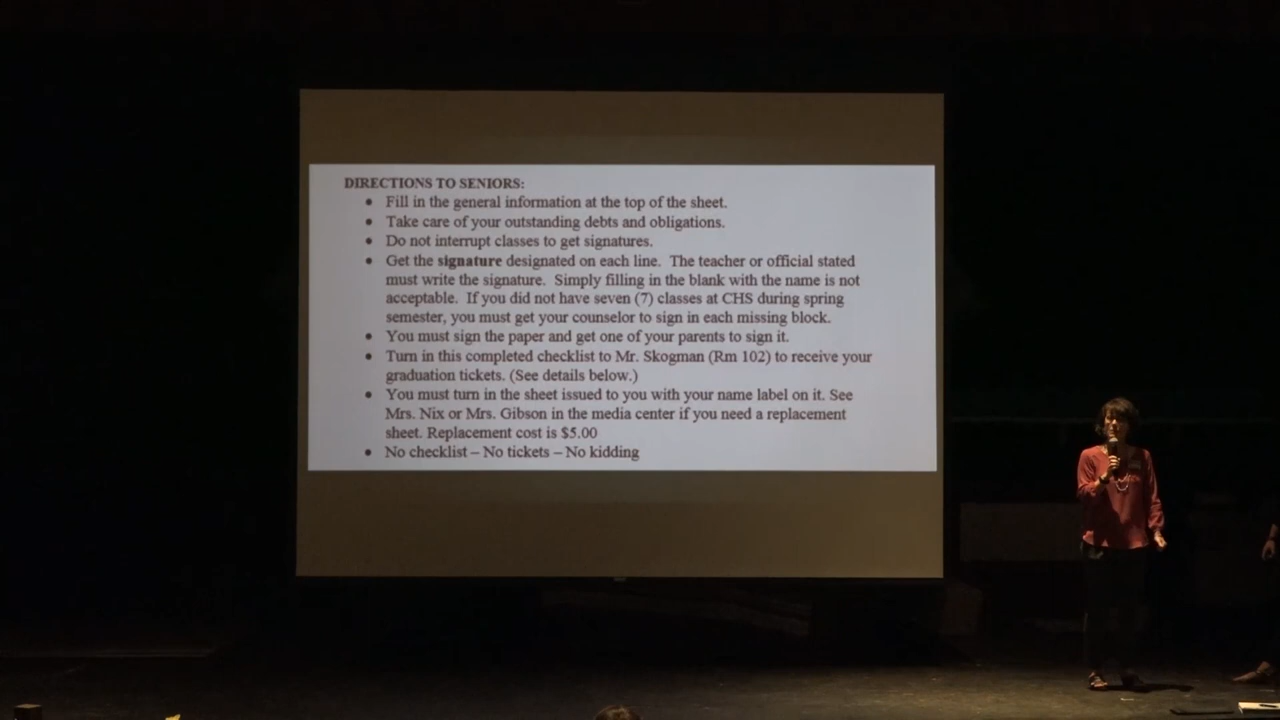 DIRECTIONS TO SENIORS:
• Fill in the general information at the top of the sheet.
• Take care of your outstanding debts and obligations.
• Do not interrupt classes to get signatures.
• Get the signature designated on each line. The teacher or official stated
must write the signature. Simply filling in the blank with the name is not
acceptable. If you did not have seven (7) classes at CHS during spring
semester, you must get your counselor to sign in each missing block.
• You must sign the paper and get one of your parents to sign it.
• Turn in this completed checklist to Mr. Skogman (Rm 102) to receive your
graduation tickets. (See details below.)
• You must turn in the sheet issued to you with your name label on it. See
Mrs. Nix or Mrs. Gibson in the media center if you need a replacement
sheet. Replacement cost is $5.00
• No checklist – No tickets – No kidding